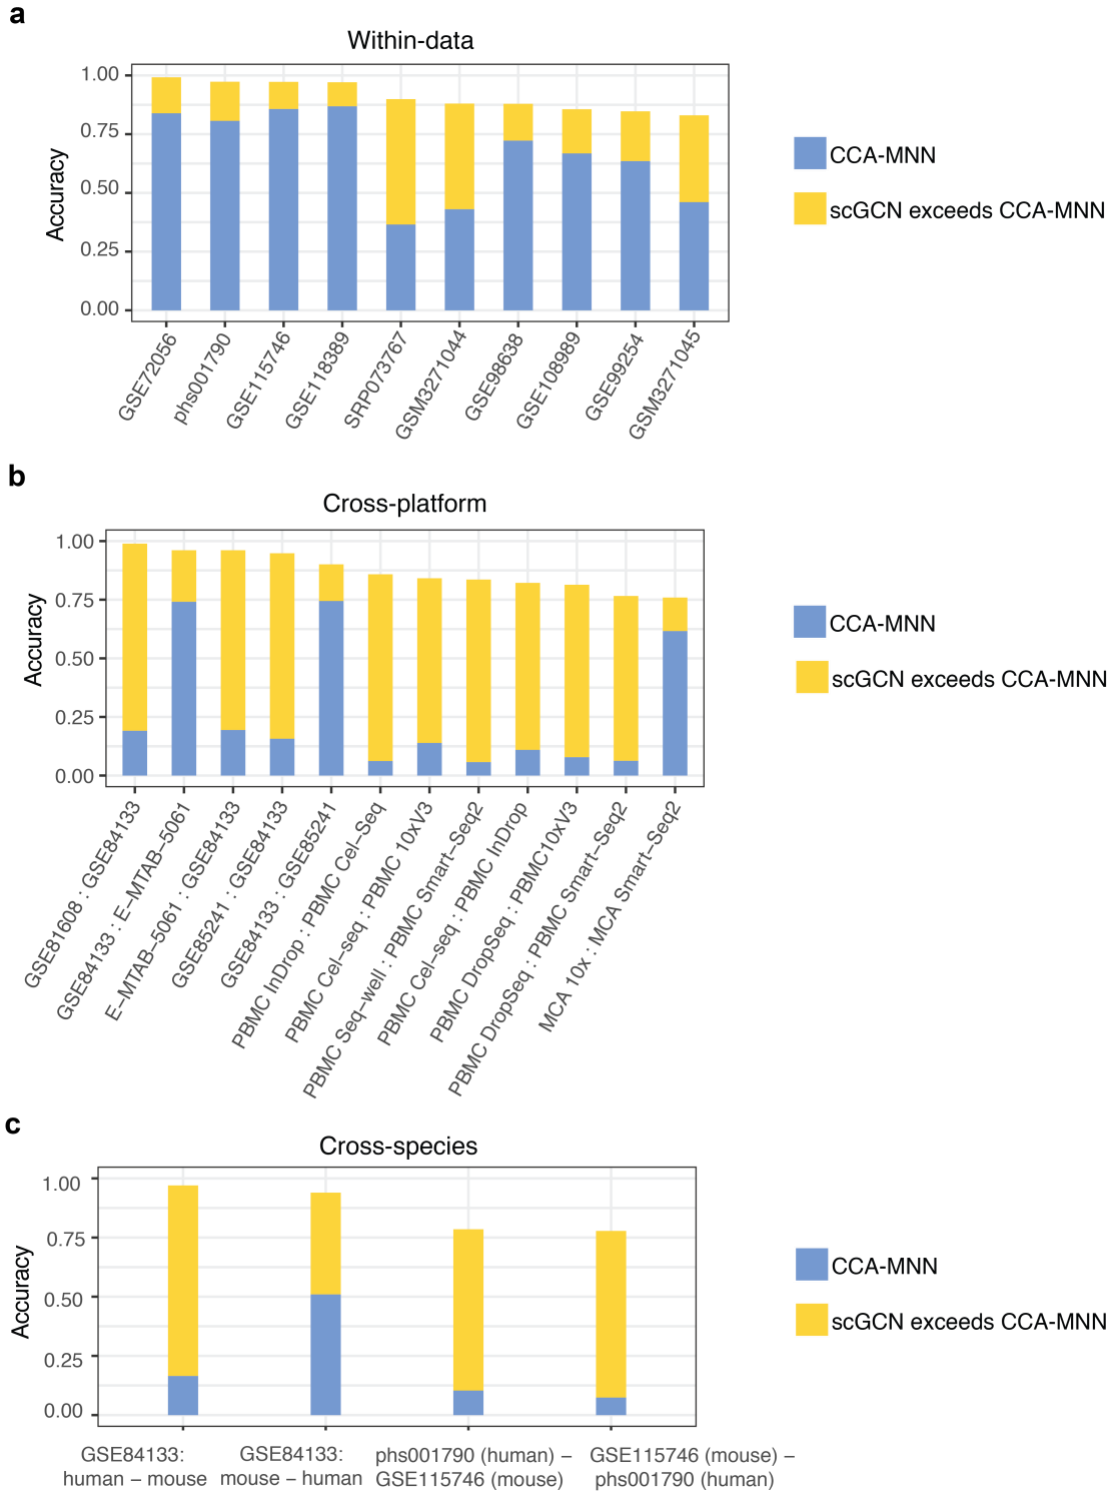 a
Within-data
Accuracy
1.00
0.75
0.50
0.25
0.00
GSE72056
phs001790
GSE115746
GSE118389
SRP073767
GSM3271044
GSE98638
GSE108989
GSE99254
GSM3271045
CCA-MNN
scGCN exceeds CCA-MNN
b
Cross-platform
Accuracy
1.00
0.75
0.50
0.25
0.00
GSE81608 : GSE84133
GSE84133 : E−MTAB−5061
E−MTAB−5061 : GSE84133
GSE85241 : GSE84133
GSE84133 : GSE85241
PBMC InDrop : PBMC Cel−Seq
PBMC Cel−seq : PBMC 10xV3
PBMC Seq−well : PBMC Smart−Seq2
PBMC Cel−seq : PBMC InDrop
PBMC DropSeq : PBMC10xV3
PBMC DropSeq : PBMC Smart−Seq2
MCA 10x : MCA Smart−Seq2
CCA-MNN
scGCN exceeds CCA-MNN
c
Cross-species
Accuracy
1.00
0.75
0.50
0.25
0.00
GSE84133:
human − mouse
GSE84133:
mouse − human
phs001790 (human) −
GSE115746 (mouse)
GSE115746 (mouse) −
phs001790 (human)
CCA-MNN
scGCN exceeds CCA-MNN